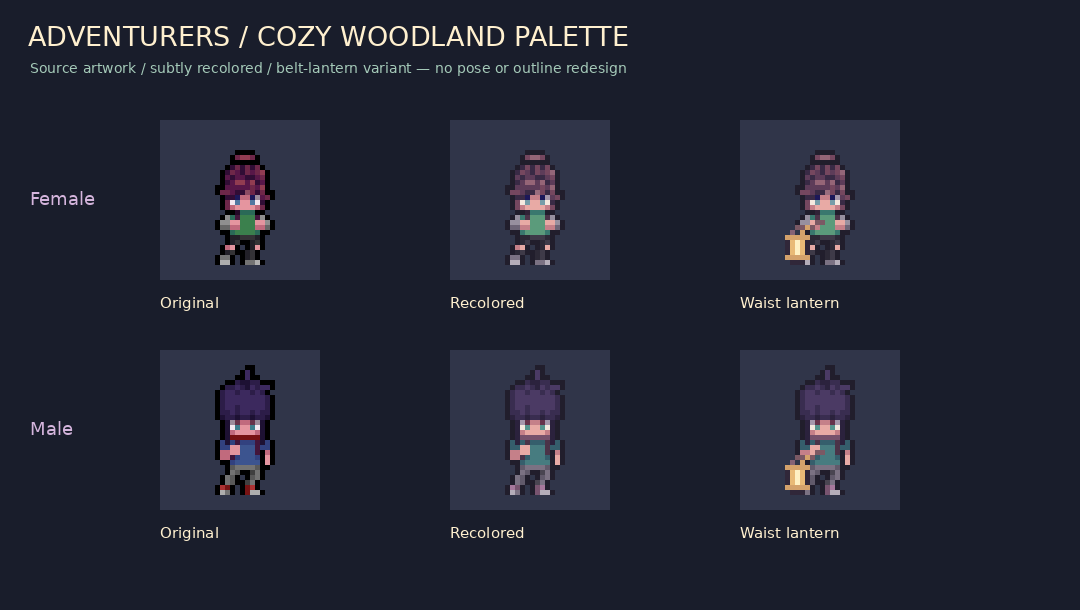 ADVENTURERS / COZY WOODLAND PALETTE
Source artwork / subtly recolored / belt-lantern variant — no pose or outline redesign
Female
Original
Recolored
Waist lantern
Male
Original
Recolored
Waist lantern